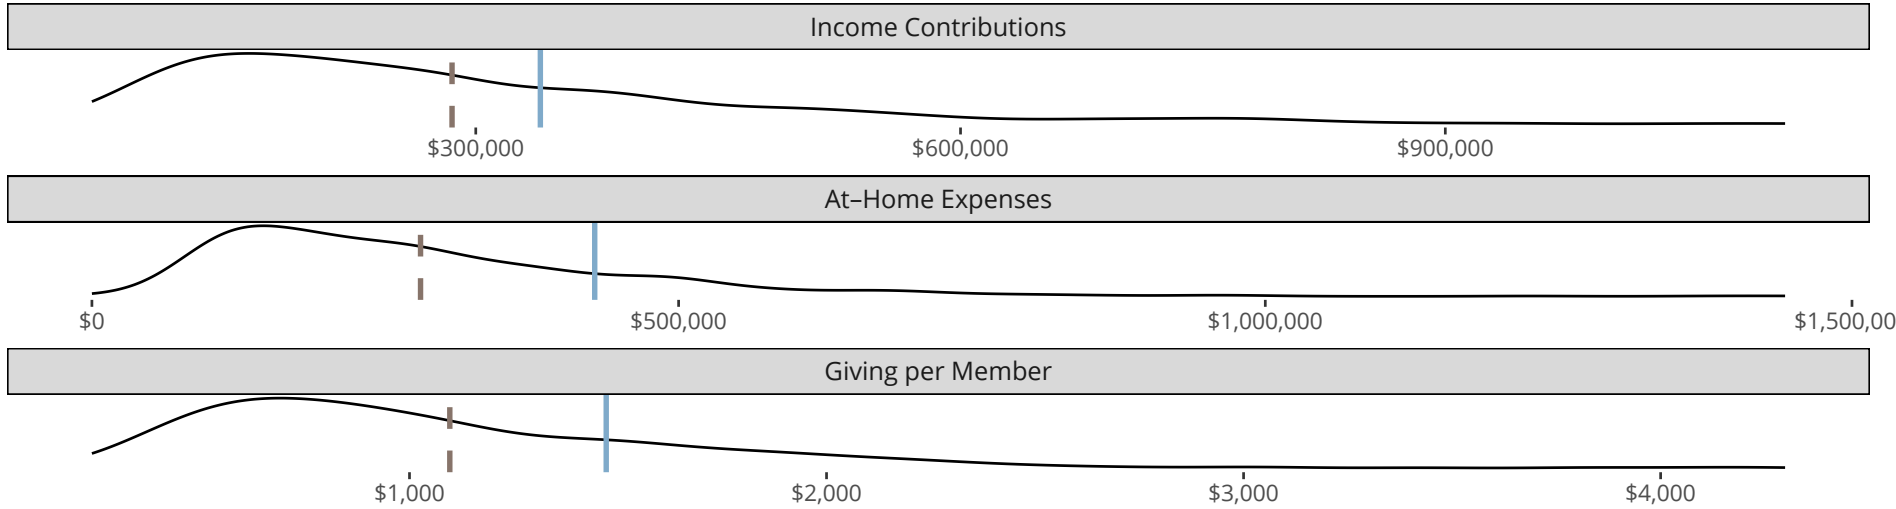 Income Contributions
$300,000 $600,000 $900,000
At–Home Expenses
$0 $500,000 $1,000,000 $1,500,00
Giving per Member
$1,000 $2,000 $3,000 $4,000